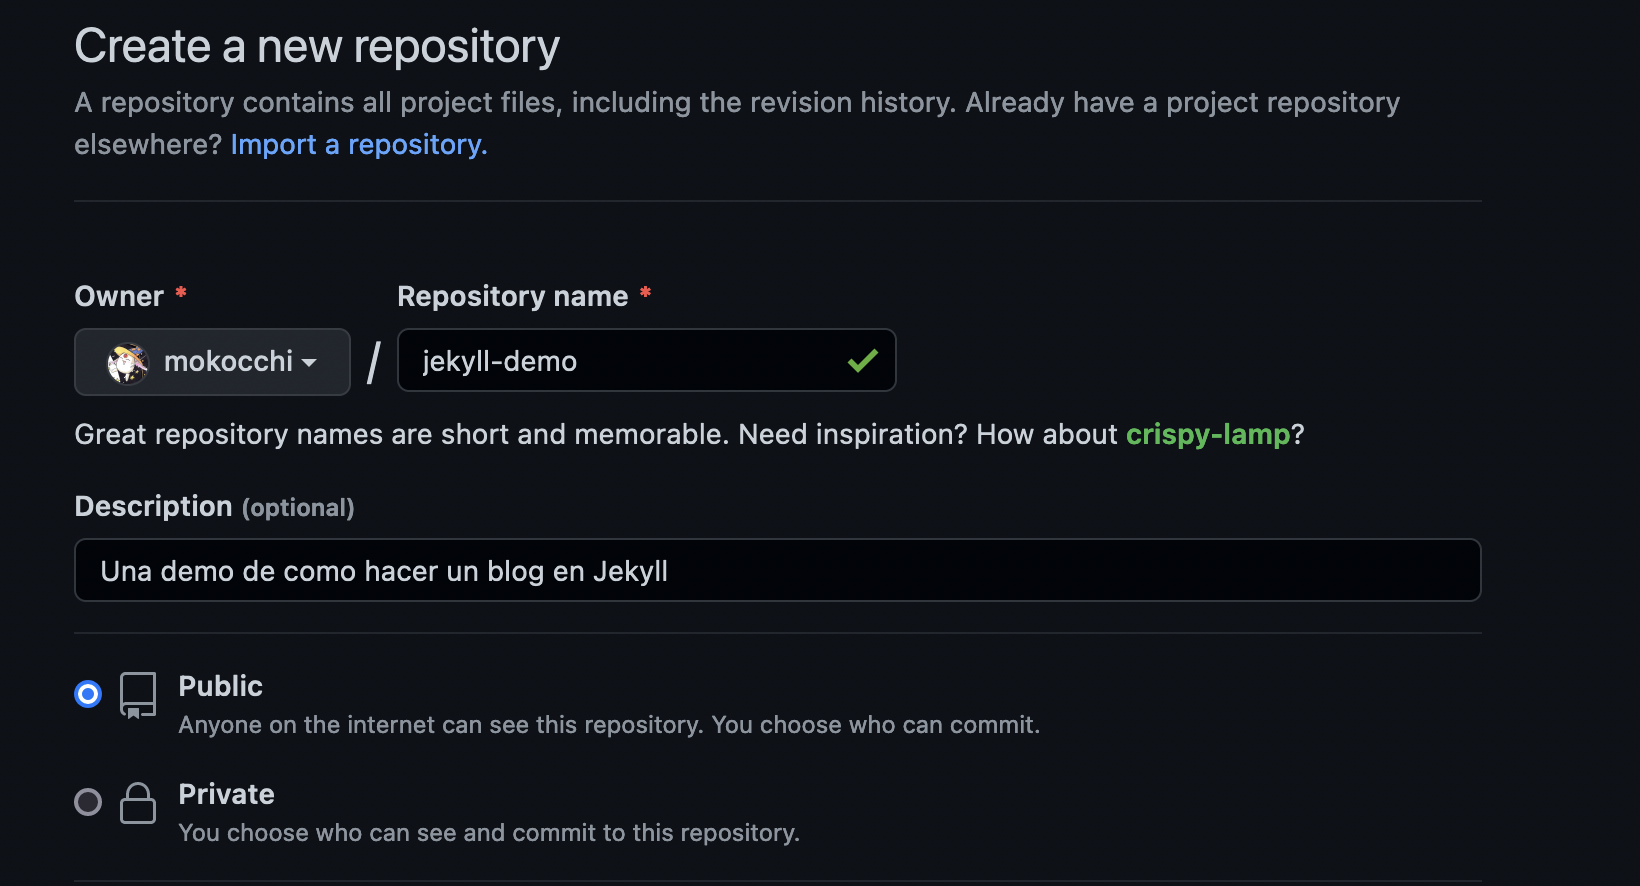 Create a new repository
A repository contains all project files, including the revision history. Already have a project repository
elsewhere? Import a repository.
Owner * Repository name *
mokocchi / jekyll-demo
Great repository names are short and memorable. Need inspiration? How about crispy-lamp?
Description (optional)
Una demo de como hacer un blog en Jekyll
Public
Anyone on the internet can see this repository. You choose who can commit.
Private
You choose who can see and commit to this repository.